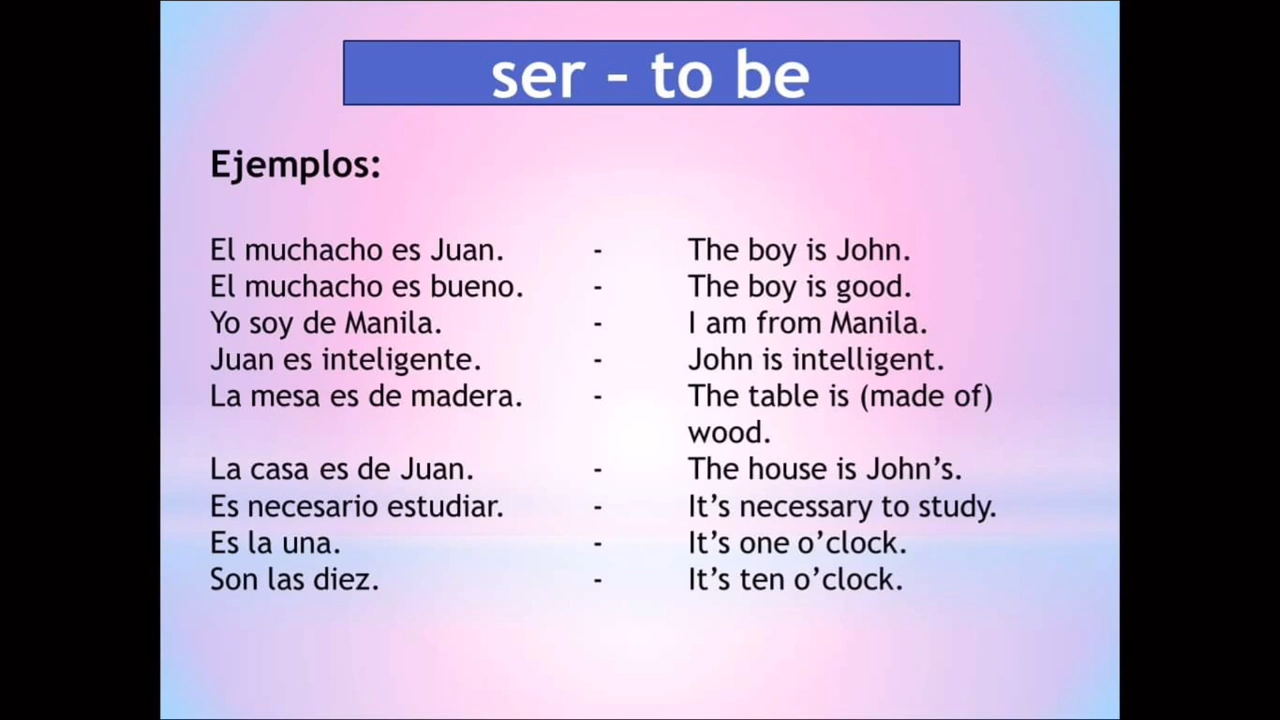 ser – to be
Ejemplos:
El muchacho es Juan. - The boy is John.
El muchacho es bueno. - The boy is good.
Yo soy de Manila. - I am from Manila.
Juan es inteligente. - John is intelligent.
La mesa es de madera. - The table is (made of)
wood.
La casa es de Juan. - The house is John’s.
Es necesario estudiar. - It’s necessary to study.
Es la una. - It’s one o’clock.
Son las diez. - It’s ten o’clock.